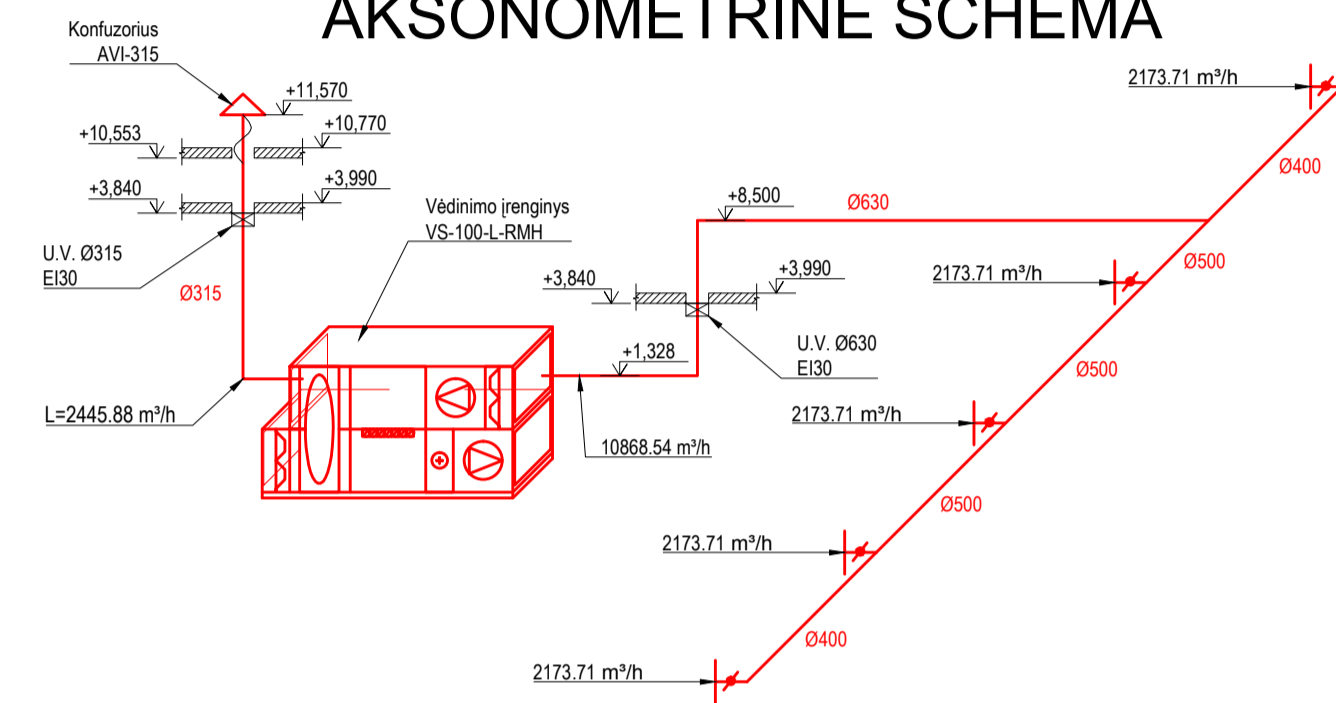 AKSONOMETRINĖ SCHEMA
Konfuzorius
AVI-315
+11,570
+10,553
+10,770
+3,840
+3,990
U.V. Ø315
EI30
Ø315
L=2445.88 m³/h
Vėdinimo įrenginys
VS-100-L-RMH
+8,500
Ø630
+3,840
+3,990
+1,328
U.V. Ø630
EI30
10868.54 m³/h
2173.71 m³/h
Ø400
Ø500
2173.71 m³/h
Ø500
2173.71 m³/h
Ø500
2173.71 m³/h
Ø400
2173.71 m³/h